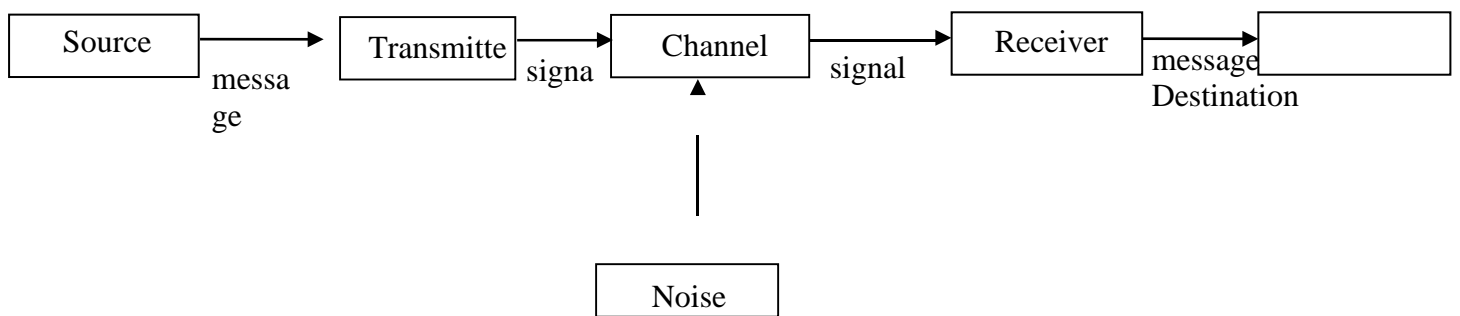 Source
messa
ge
Transmitte
signa
Channel
signal
Receiver
message
Destination
Noise